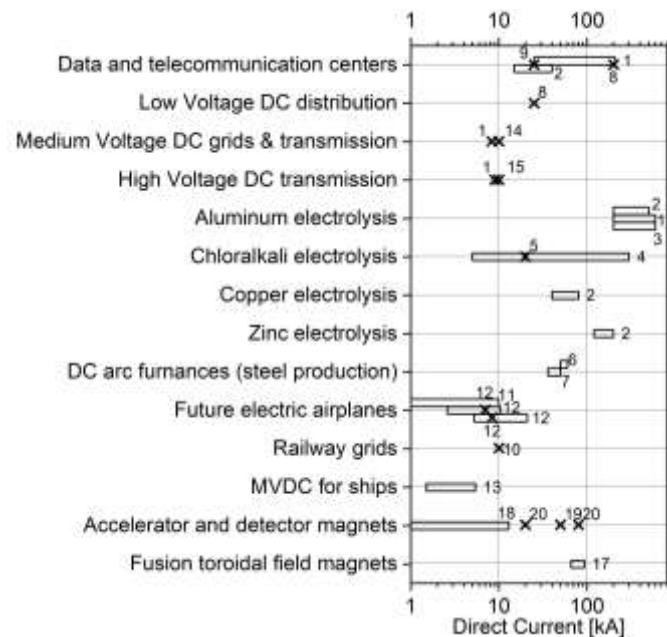 1 10 100
Data and telecommunication centers 9 1 2 8
Low Voltage DC distribution 8
Medium Voltage DC grids & transmission 1 14
High Voltage DC transmission 1 15
Aluminum electrolysis 2 1 3
Chloralkali electrolysis 5 4
Copper electrolysis 2
Zinc electrolysis 2
DC arc furnances (steel production) 6 7
Future electric airplanes 12 11 12 12 12
Railway grids 10
MVDC for ships 13
Accelerator and detector magnets 18 20 19 20
Fusion toroidal field magnets 17
1 10 100
Direct Current [kA]